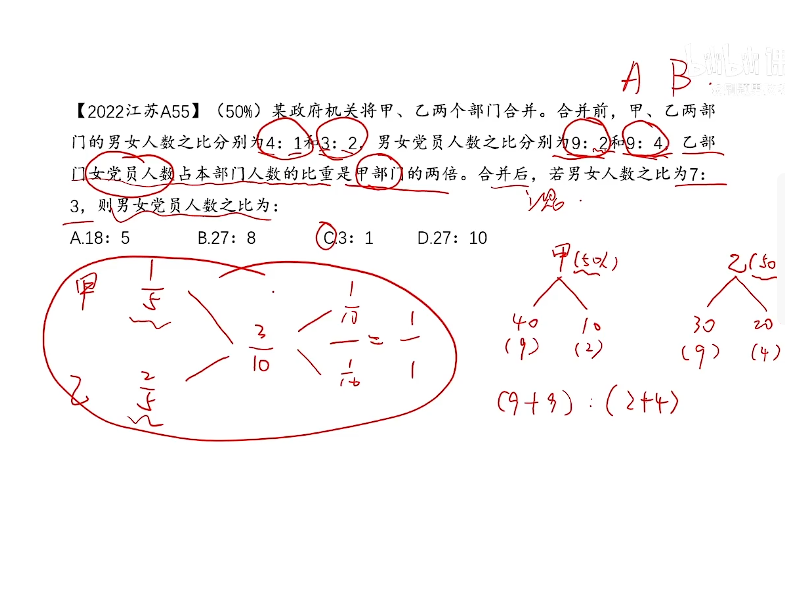 A B
【2022江苏A55】（50%）某政府机关将甲、乙两个部门合并。合并前，甲、乙两部
门的男女人数之比分别为4：1和3：2，男女党员人数之比分别为9：2和9：4，乙部
门女党员人数占本部门人数的比重是甲部门的两倍。合并后，若男女人数之比为7：
3，则男女党员人数之比为：
A.18：5 B.27：8 C.3：1 D.27：10
甲 1/5
3/10
1/10
1/10
= 1/1
乙 2/5
甲(50人) 乙(50
40 10 30 20
(9) (2) (9) (4)
(9+9):(2+4)